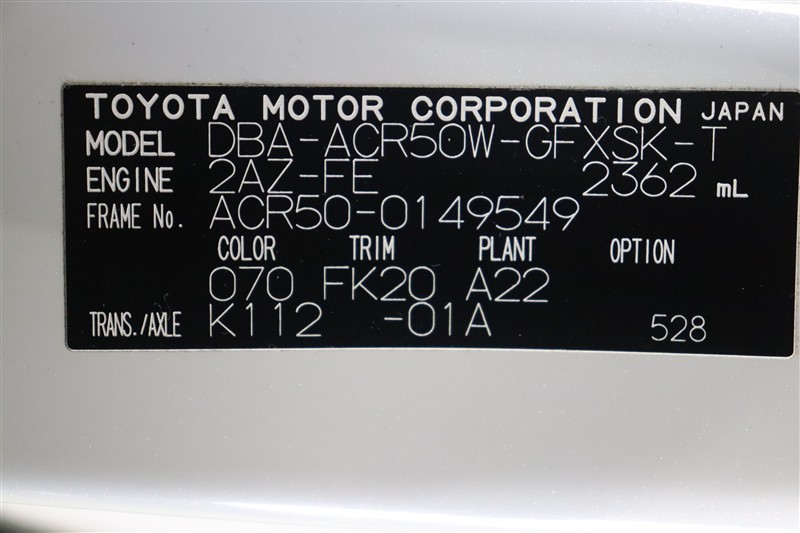 TOYOTA MOTOR CORPORATION JAPAN
MODEL DBA-ACR50W-GFXSK-T
ENGINE 2AZ-FE 2362 mL
FRAME No. ACR50-0149549
COLOR TRIM PLANT OPTION
070 FK20 A22
TRANS./AXLE K112 -01A 528